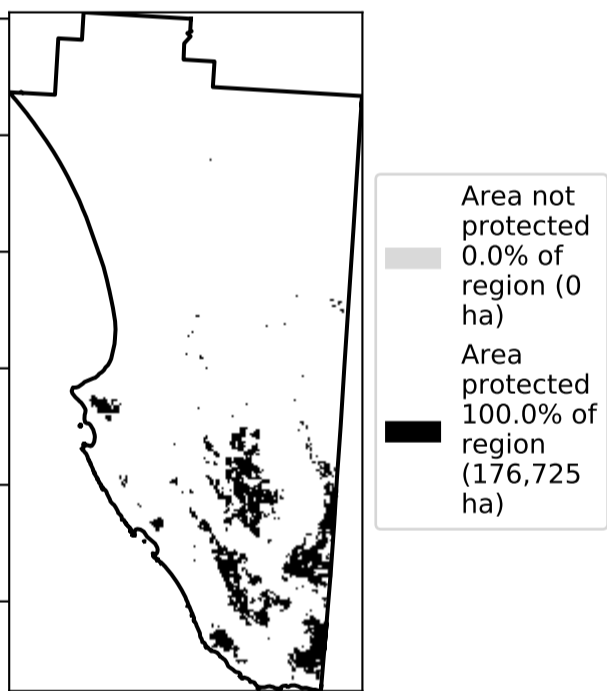 Area not
protected
0.0% of
region (0
ha)
Area
protected
100.0% of
region
(176,725
ha)